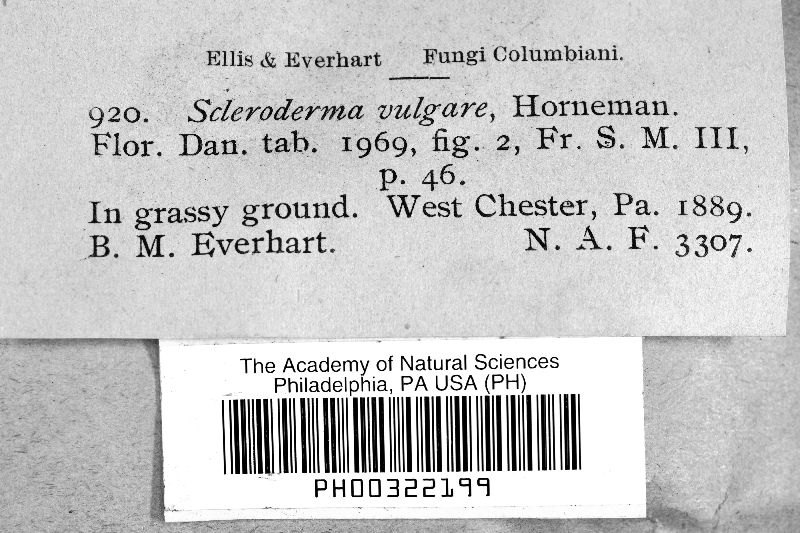 Ellis & Everhart Fungi Columbiani.
920. Scleroderma vulgare, Horneman.
Flor. Dan. tab. 1969, fig. 2, Fr. S. M. III,
p. 46.
In grassy ground. West Chester, Pa. 1889.
B. M. Everhart. N. A. F. 3307.
The Academy of Natural Sciences
Philadelphia, PA USA (PH)
PH00322199